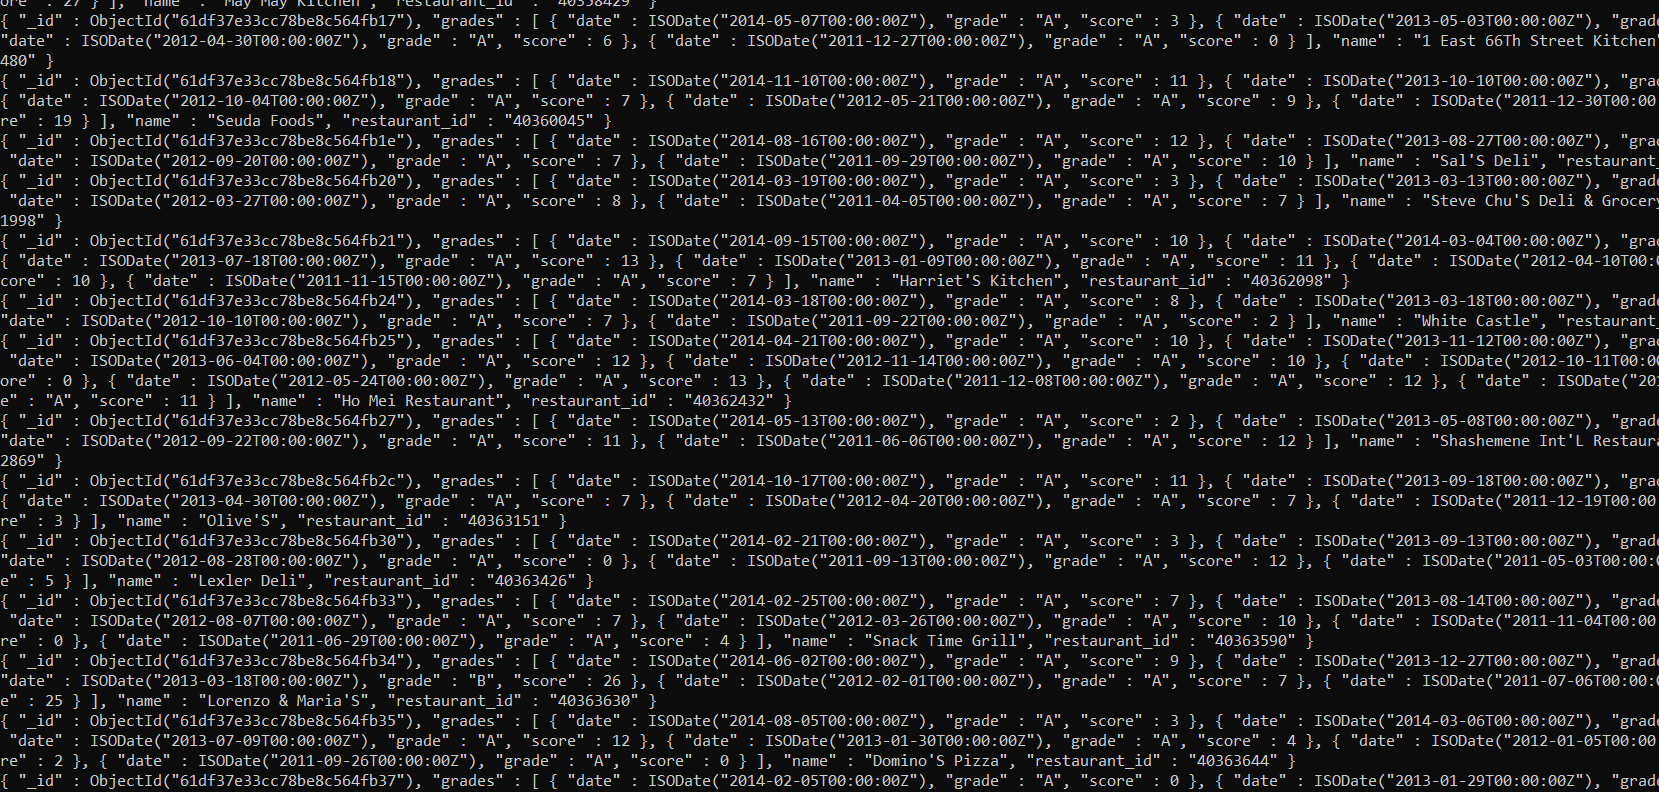 ore" : 27 } ], "name" : "May May Kitchen", "restaurant_id" : "40358429" }
{ "_id" : ObjectId("61df37e33cc78be8c564fb17"), "grades" : [ { "date" : ISODate("2014-05-07T00:00:00Z"), "grade" : "A", "score" : 3 }, { "date" : ISODate("2013-05-03T00:00:00Z"), "grade
"date" : ISODate("2012-04-30T00:00:00Z"), "grade" : "A", "score" : 6 }, { "date" : ISODate("2011-12-27T00:00:00Z"), "grade" : "A", "score" : 0 } ], "name" : "1 East 66Th Street Kitchen"
480" }
{ "_id" : ObjectId("61df37e33cc78be8c564fb18"), "grades" : [ { "date" : ISODate("2014-11-10T00:00:00Z"), "grade" : "A", "score" : 11 }, { "date" : ISODate("2013-10-10T00:00:00Z"), "grad
{ "date" : ISODate("2012-10-04T00:00:00Z"), "grade" : "A", "score" : 7 }, { "date" : ISODate("2012-05-21T00:00:00Z"), "grade" : "A", "score" : 9 }, { "date" : ISODate("2011-12-30T00:00
re" : 19 } ], "name" : "Seuda Foods", "restaurant_id" : "40360045" }
{ "_id" : ObjectId("61df37e33cc78be8c564fb1e"), "grades" : [ { "date" : ISODate("2014-08-16T00:00:00Z"), "grade" : "A", "score" : 12 }, { "date" : ISODate("2013-08-27T00:00:00Z"), "grad
"date" : ISODate("2012-09-20T00:00:00Z"), "grade" : "A", "score" : 7 }, { "date" : ISODate("2011-09-29T00:00:00Z"), "grade" : "A", "score" : 10 } ], "name" : "Sal'S Deli", "restaurant_
{ "_id" : ObjectId("61df37e33cc78be8c564fb20"), "grades" : [ { "date" : ISODate("2014-03-19T00:00:00Z"), "grade" : "A", "score" : 3 }, { "date" : ISODate("2013-03-13T00:00:00Z"), "grade
"date" : ISODate("2012-03-27T00:00:00Z"), "grade" : "A", "score" : 8 }, { "date" : ISODate("2011-04-05T00:00:00Z"), "grade" : "A", "score" : 7 } ], "name" : "Steve Chu'S Deli & Grocery
1998" }
{ "_id" : ObjectId("61df37e33cc78be8c564fb21"), "grades" : [ { "date" : ISODate("2014-09-15T00:00:00Z"), "grade" : "A", "score" : 10 }, { "date" : ISODate("2014-03-04T00:00:00Z"), "grad
{ "date" : ISODate("2013-07-18T00:00:00Z"), "grade" : "A", "score" : 13 }, { "date" : ISODate("2013-01-09T00:00:00Z"), "grade" : "A", "score" : 11 }, { "date" : ISODate("2012-04-10T00:0
core" : 10 }, { "date" : ISODate("2011-11-15T00:00:00Z"), "grade" : "A", "score" : 7 } ], "name" : "Harriet'S Kitchen", "restaurant_id" : "40362098" }
{ "_id" : ObjectId("61df37e33cc78be8c564fb24"), "grades" : [ { "date" : ISODate("2014-03-18T00:00:00Z"), "grade" : "A", "score" : 8 }, { "date" : ISODate("2013-03-18T00:00:00Z"), "grade
"date" : ISODate("2012-10-10T00:00:00Z"), "grade" : "A", "score" : 7 }, { "date" : ISODate("2011-09-22T00:00:00Z"), "grade" : "A", "score" : 2 } ], "name" : "White Castle", "restaurant_
{ "_id" : ObjectId("61df37e33cc78be8c564fb25"), "grades" : [ { "date" : ISODate("2014-04-21T00:00:00Z"), "grade" : "A", "score" : 10 }, { "date" : ISODate("2013-11-12T00:00:00Z"), "grad
"date" : ISODate("2013-06-04T00:00:00Z"), "grade" : "A", "score" : 12 }, { "date" : ISODate("2012-11-14T00:00:00Z"), "grade" : "A", "score" : 10 }, { "date" : ISODate("2012-10-11T00:00
ore" : 0 }, { "date" : ISODate("2012-05-24T00:00:00Z"), "grade" : "A", "score" : 13 }, { "date" : ISODate("2011-12-08T00:00:00Z"), "grade" : "A", "score" : 12 }, { "date" : ISODate("201
e" : "A", "score" : 11 } ], "name" : "Ho Mei Restaurant", "restaurant_id" : "40362432" }
{ "_id" : ObjectId("61df37e33cc78be8c564fb27"), "grades" : [ { "date" : ISODate("2014-05-13T00:00:00Z"), "grade" : "A", "score" : 2 }, { "date" : ISODate("2013-05-08T00:00:00Z"), "grade
"date" : ISODate("2012-09-22T00:00:00Z"), "grade" : "A", "score" : 11 }, { "date" : ISODate("2011-06-06T00:00:00Z"), "grade" : "A", "score" : 12 } ], "name" : "Shashemene Int'L Restaura
2869" }
{ "_id" : ObjectId("61df37e33cc78be8c564fb2c"), "grades" : [ { "date" : ISODate("2014-10-17T00:00:00Z"), "grade" : "A", "score" : 11 }, { "date" : ISODate("2013-09-18T00:00:00Z"), "grad
{ "date" : ISODate("2013-04-30T00:00:00Z"), "grade" : "A", "score" : 7 }, { "date" : ISODate("2012-04-20T00:00:00Z"), "grade" : "A", "score" : 7 }, { "date" : ISODate("2011-12-19T00:00
re" : 3 } ], "name" : "Olive'S", "restaurant_id" : "40363151" }
{ "_id" : ObjectId("61df37e33cc78be8c564fb30"), "grades" : [ { "date" : ISODate("2014-02-21T00:00:00Z"), "grade" : "A", "score" : 3 }, { "date" : ISODate("2013-09-13T00:00:00Z"), "grade
"date" : ISODate("2012-08-28T00:00:00Z"), "grade" : "A", "score" : 0 }, { "date" : ISODate("2011-09-13T00:00:00Z"), "grade" : "A", "score" : 12 }, { "date" : ISODate("2011-05-03T00:00:0
e" : 5 } ], "name" : "Lexler Deli", "restaurant_id" : "40363426" }
{ "_id" : ObjectId("61df37e33cc78be8c564fb33"), "grades" : [ { "date" : ISODate("2014-02-25T00:00:00Z"), "grade" : "A", "score" : 7 }, { "date" : ISODate("2013-08-14T00:00:00Z"), "grade
"date" : ISODate("2012-08-07T00:00:00Z"), "grade" : "A", "score" : 7 }, { "date" : ISODate("2012-03-26T00:00:00Z"), "grade" : "A", "score" : 10 }, { "date" : ISODate("2011-11-04T00:00:0
re" : 0 }, { "date" : ISODate("2011-06-29T00:00:00Z"), "grade" : "A", "score" : 4 } ], "name" : "Snack Time Grill", "restaurant_id" : "40363590" }
{ "_id" : ObjectId("61df37e33cc78be8c564fb34"), "grades" : [ { "date" : ISODate("2014-06-02T00:00:00Z"), "grade" : "A", "score" : 9 }, { "date" : ISODate("2013-12-27T00:00:00Z"), "grade
"date" : ISODate("2013-03-18T00:00:00Z"), "grade" : "B", "score" : 26 }, { "date" : ISODate("2012-02-01T00:00:00Z"), "grade" : "A", "score" : 7 }, { "date" : ISODate("2011-07-06T00:00:0
e" : 25 } ], "name" : "Lorenzo & Maria'S", "restaurant_id" : "40363630" }
{ "_id" : ObjectId("61df37e33cc78be8c564fb35"), "grades" : [ { "date" : ISODate("2014-08-05T00:00:00Z"), "grade" : "A", "score" : 3 }, { "date" : ISODate("2014-03-06T00:00:00Z"), "grade
"date" : ISODate("2013-07-09T00:00:00Z"), "grade" : "A", "score" : 12 }, { "date" : ISODate("2013-01-30T00:00:00Z"), "grade" : "A", "score" : 4 }, { "date" : ISODate("2012-01-05T00:00
re" : 2 }, { "date" : ISODate("2011-09-26T00:00:00Z"), "grade" : "A", "score" : 0 } ], "name" : "Domino'S Pizza", "restaurant_id" : "40363644" }
{ "_id" : ObjectId("61df37e33cc78be8c564fb37"), "grades" : [ { "date" : ISODate("2014-02-05T00:00:00Z"), "grade" : "A", "score" : 0 }, { "date" : ISODate("2013-01-29T00:00:00Z"), "grade